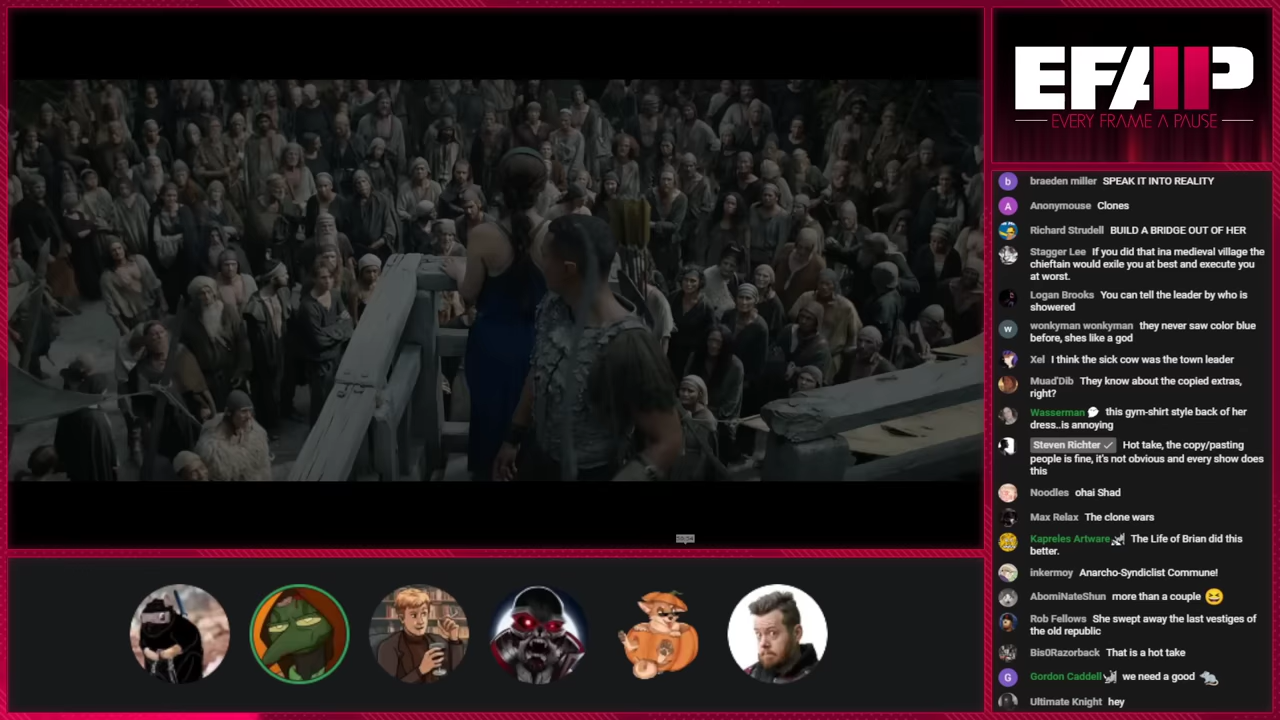 EFAP
EVERY FRAME A PAUSE
b braeden miller SPEAK IT INTO REALITY
A Anonymouse Clones
Richard Strudell BUILD A BRIDGE OUT OF HER
Stagger Lee If you did that ina medieval village the
chieftain would exile you at best and execute you
at worst.
Logan Brooks You can tell the leader by who is
showered
w wonkyman wonkyman they never saw color blue
before, shes like a god
Xel I think the sick cow was the town leader
Muad'Dib They know about the copied extras,
right?
Wasserman this gym-shirt style back of her
dress..is annoying
Steven Richter Hot take, the copy/pasting
people is fine, it's not obvious and every show does
this
Noodles ohai Shad
Max Relax The clone wars
Kapreles Artware The Life of Brian did this
better.
inkermoy Anarcho-Syndiclist Commune!
AbomiNateShun more than a couple
Rob Fellows She swept away the last vestiges of
the old republic
Bis0Razorback That is a hot take
G Gordon Caddell we need a good
Ultimate Knight hey